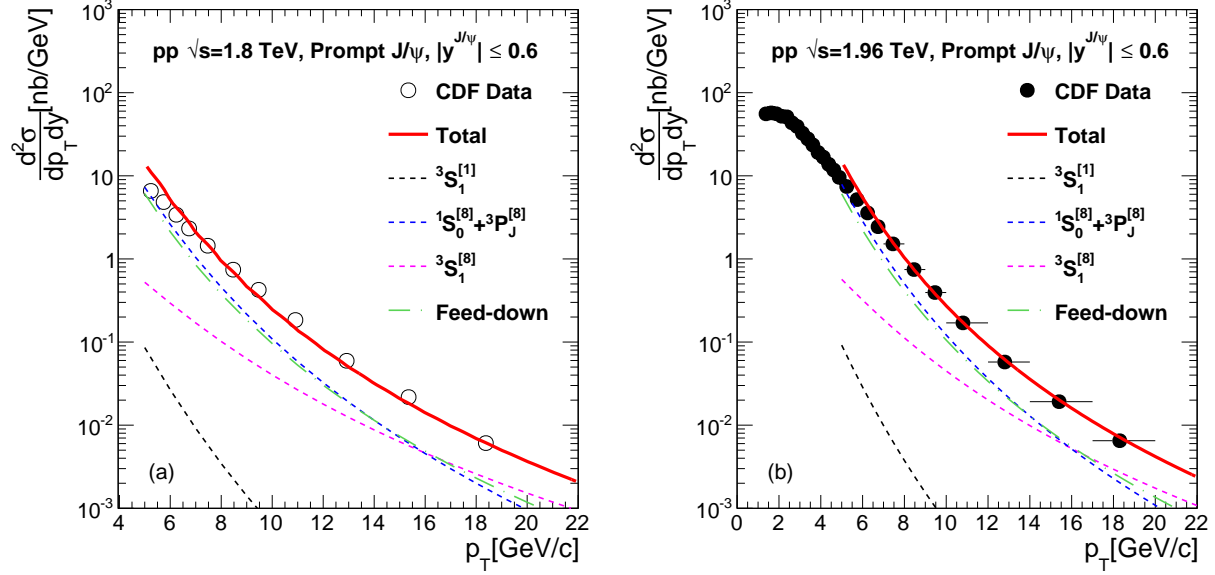 pp √s=1.8 TeV, Prompt J/ψ, |y^{J/ψ}| ≤ 0.6
CDF Data
Total
³S₁^{[1]}
¹S₀^{[8]}+³P_J^{[8]}
³S₁^{[8]}
Feed-down
(a)
d²σ/dp_Tdy [nb/GeV]
10³
10²
10
1
10⁻¹
10⁻²
10⁻³
4 6 8 10 12 14 16 18 20 22
p_T[GeV/c]
pp √s=1.96 TeV, Prompt J/ψ, |y^{J/ψ}| ≤ 0.6
CDF Data
Total
³S₁^{[1]}
¹S₀^{[8]}+³P_J^{[8]}
³S₁^{[8]}
Feed-down
(b)
d²σ/dp_Tdy [nb/GeV]
10³
10²
10
1
10⁻¹
10⁻²
10⁻³
0 2 4 6 8 10 12 14 16 18 20 22
p_T[GeV/c]